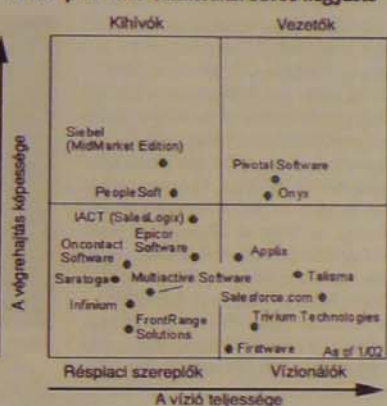 Kihívók
Vezetők
Siebel
(MidMarket Edition)
Pivotal Software
PeopleSoft
Onyx
IACT (SalesLogix)
Epicor
Software
Oncontact
Software
Applix
Saratoga
Multiactive Software
Talisma
Salesforce.com
Infinium
Trivium Technologies
FrontRange
Solutions
Firstwave
As of 1/02
Réspiaci szereplők
Vízionálók
A végrehajtás képessége
A vízió teljessége